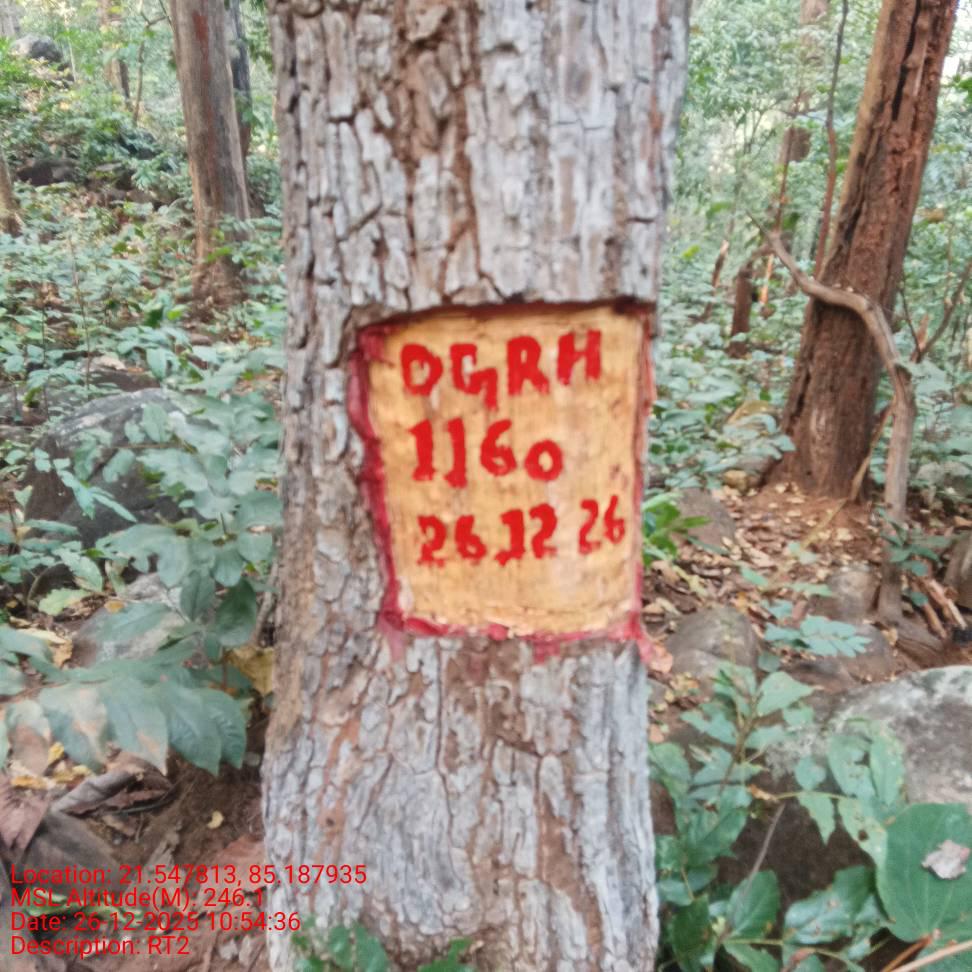 OGRH
1160
26.12 26
Location: 21.547813, 85.187935
MSL Altitude(M): 246.1
Date: 26-12-2025 10:54:36
Description: RT2